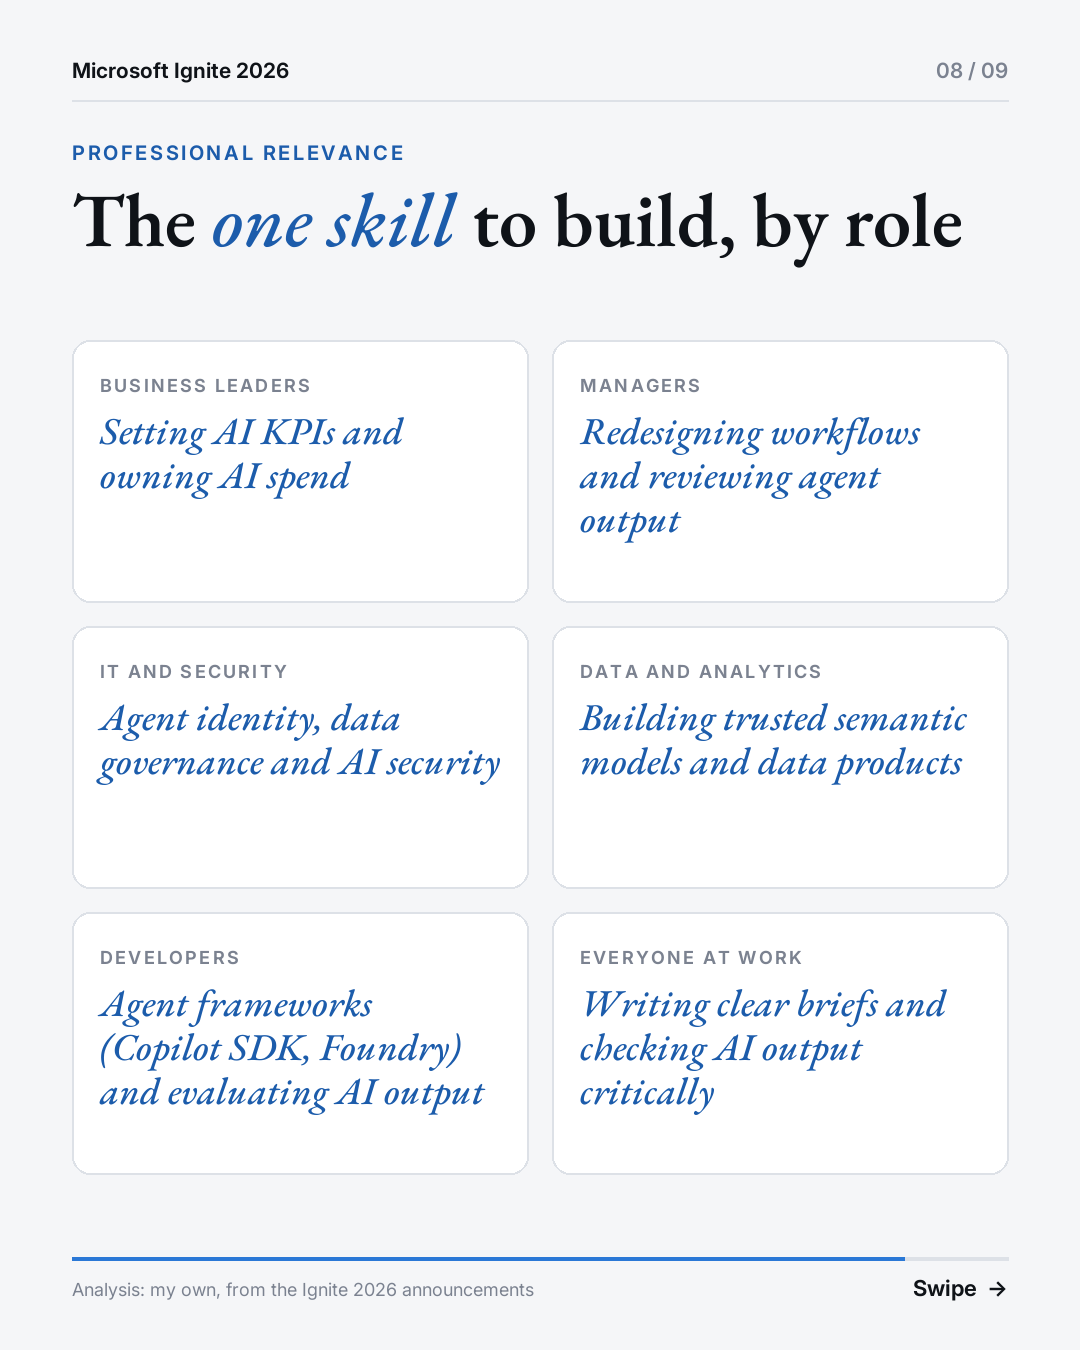 Microsoft Ignite 2026
08 / 09
PROFESSIONAL RELEVANCE
The one skill to build, by role
BUSINESS LEADERS
Setting AI KPIs and
owning AI spend
MANAGERS
Redesigning workflows
and reviewing agent
output
IT AND SECURITY
Agent identity, data
governance and AI security
DATA AND ANALYTICS
Building trusted semantic
models and data products
DEVELOPERS
Agent frameworks
(Copilot SDK, Foundry)
and evaluating AI output
EVERYONE AT WORK
Writing clear briefs and
checking AI output
critically
Analysis: my own, from the Ignite 2026 announcements
Swipe →